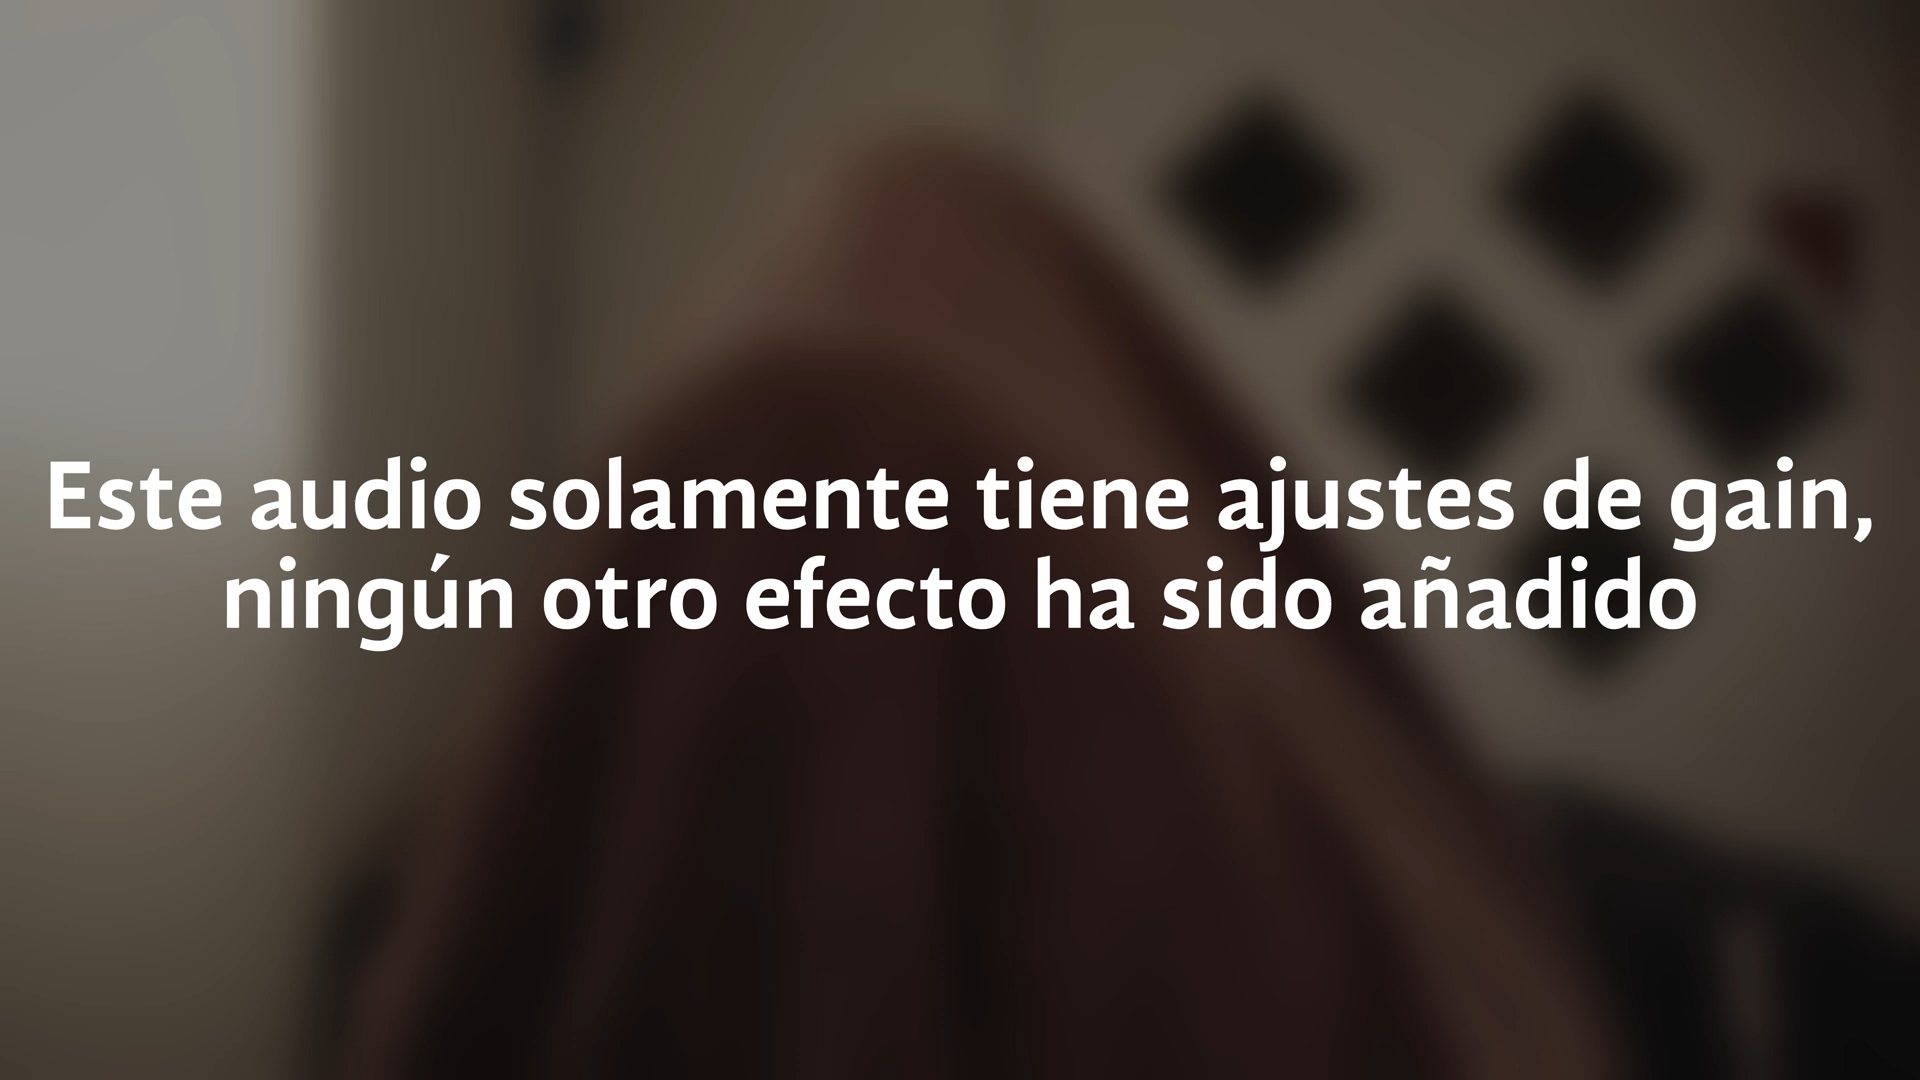 Este audio solamente tiene ajustes de gain,
ningún otro efecto ha sido añadido